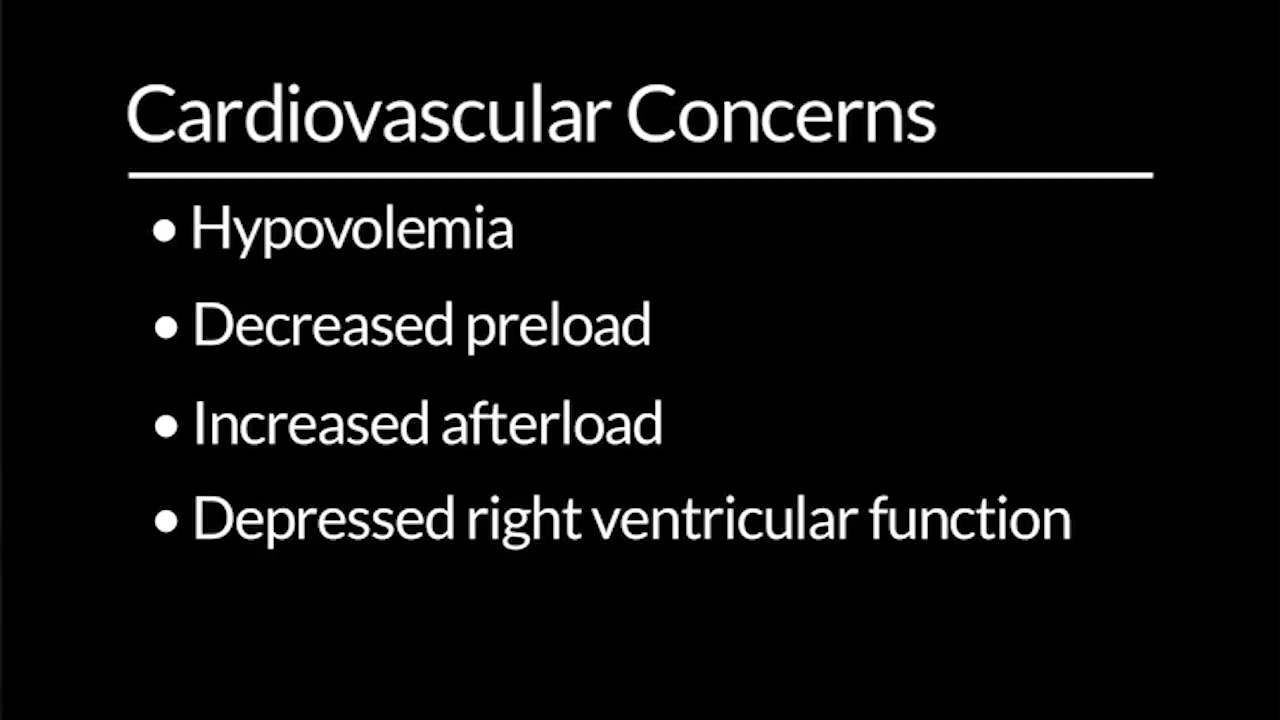 Cardiovascular Concerns
• Hypovolemia
• Decreased preload
• Increased afterload
• Depressed right ventricular function